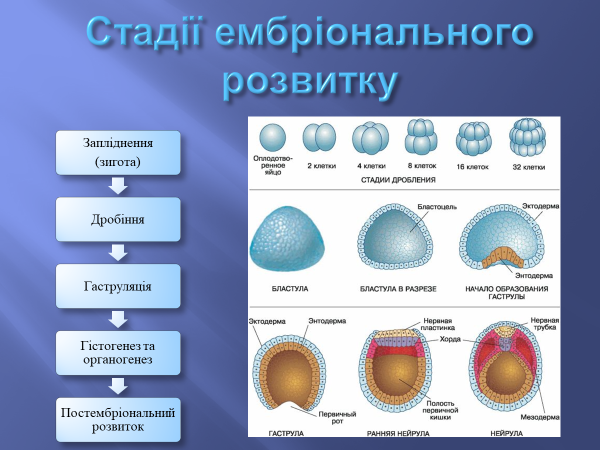 Стадії ембріонального
розвитку
Запліднення
(зигота)
Дробіння
Гаструляція
Гістогенез та
органогенез
Постембріональний
розвиток
Оплодотво-
ренное
яйцо
2 клетки
4 клетки
8 клеток
16 клеток
32 клетки
СТАДИИ ДРОБЛЕНИЯ
Бластоцель
Эктодерма
Энтодерма
БЛАСТУЛА
БЛАСТУЛА В РАЗРЕЗЕ
НАЧАЛО ОБРАЗОВАНИЯ
ГАСТРУЛЫ
Эктодерма
Энтодерма
Нервная
пластинка
Хорда
Нервная
трубка
Первичный
рот
Полость
первичной
кишки
Мезодерма
ГАСТРУЛА
РАННЯЯ НЕЙРУЛА
НЕЙРУЛА